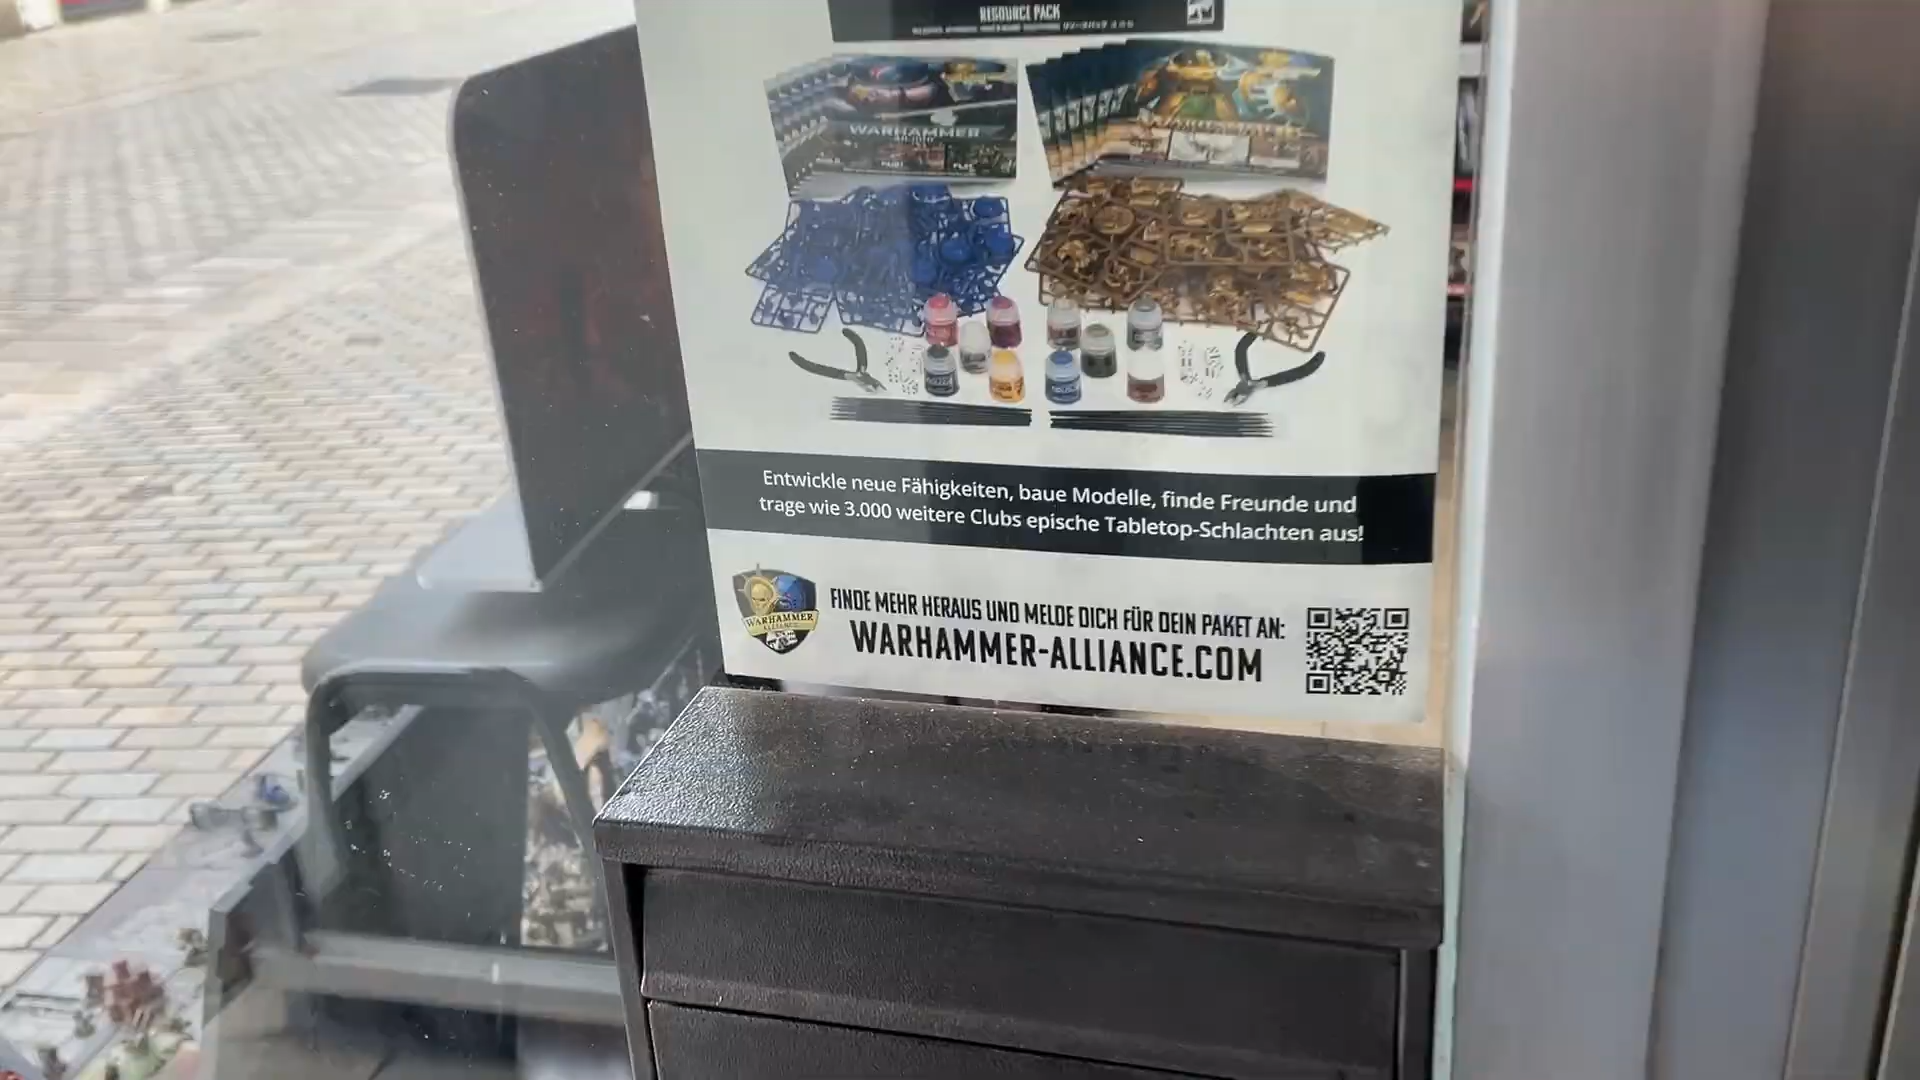 RESOURCE PACK
WARHAMMER
Entwickle neue Fähigkeiten, baue Modelle, finde Freunde und
trage wie 3.000 weitere Clubs epische Tabletop-Schlachten aus!
WARHAMMER
ALLIANCE
FINDE MEHR HERAUS UND MELDE DICH FÜR DEIN PAKET AN:
WARHAMMER-ALLIANCE.COM